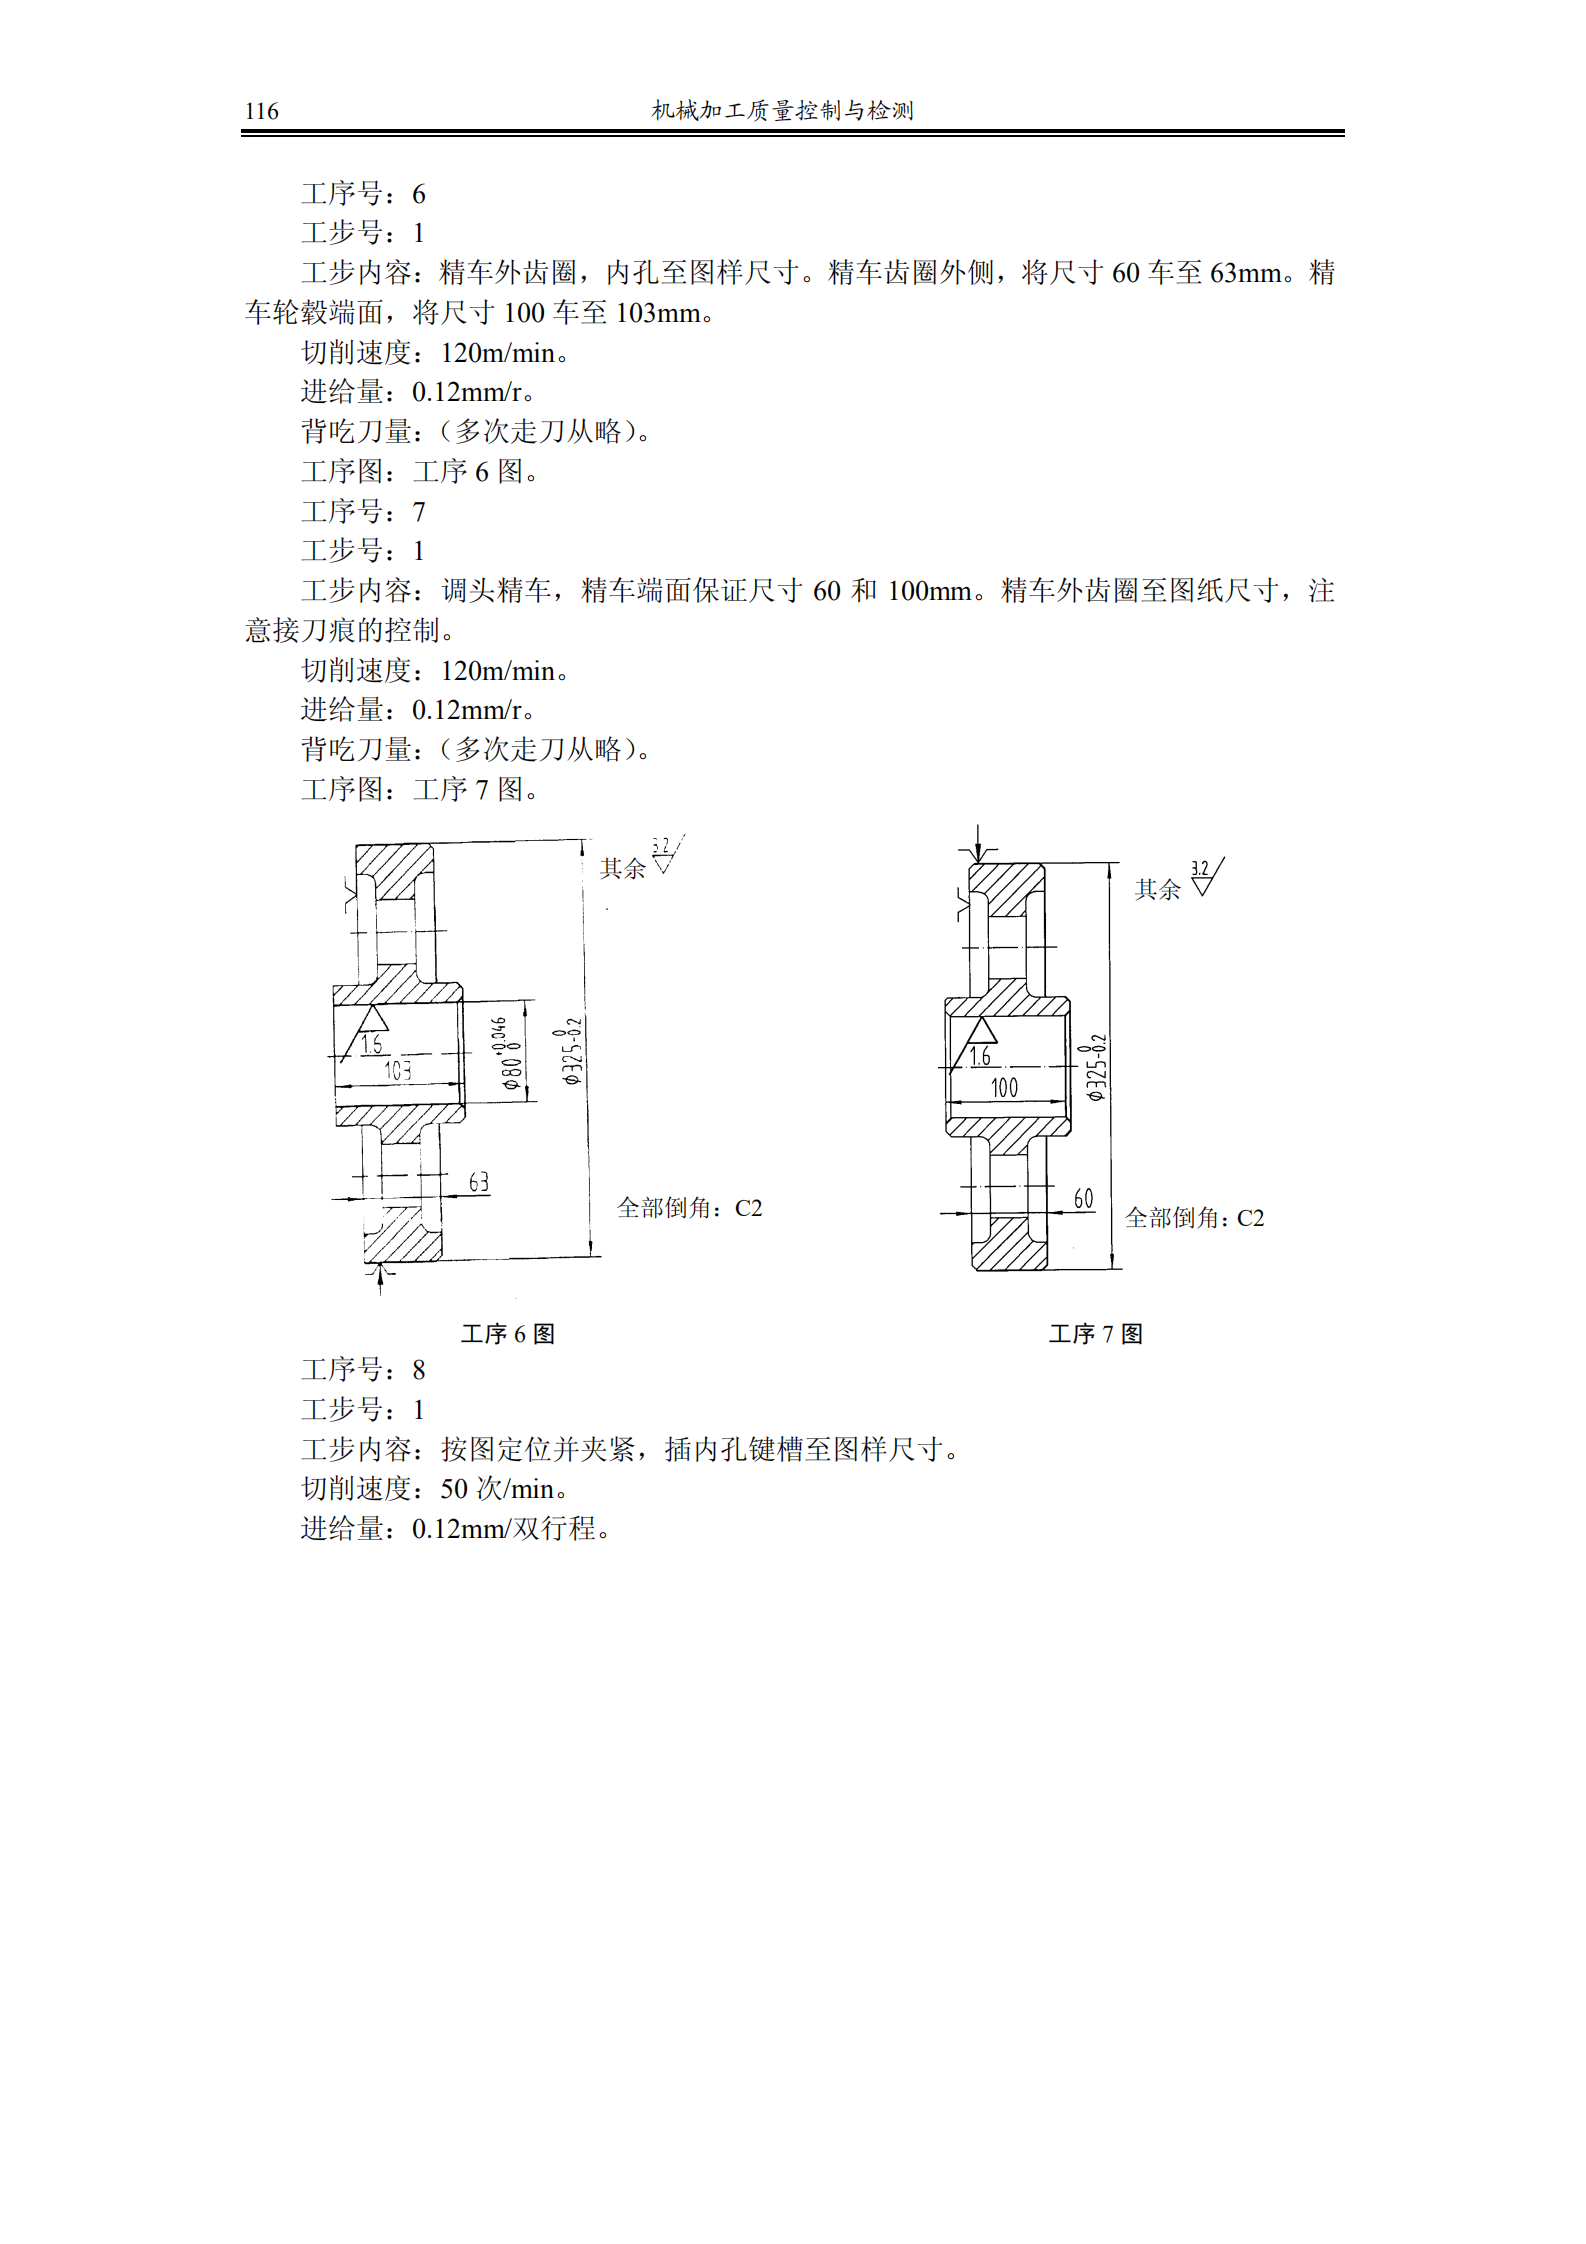 116
机械加工质量控制与检测
工序号：6
工步号：1
工步内容：精车外齿圈，内孔至图样尺寸。精车齿圈外侧，将尺寸 60 车至 63mm。精
车轮毂端面，将尺寸 100 车至 103mm。
切削速度：120m/min。
进给量：0.12mm/r。
背吃刀量：（多次走刀从略）。
工序图：工序 6 图。
工序号：7
工步号：1
工步内容：调头精车，精车端面保证尺寸 60 和 100mm。精车外齿圈至图纸尺寸，注
意接刀痕的控制。
切削速度：120m/min。
进给量：0.12mm/r。
背吃刀量：（多次走刀从略）。
工序图：工序 7 图。
其余 3.2
1.6
103
ϕ80 +0.046 0
ϕ325 0 -0.2
63
全部倒角：C2
工序 6 图
其余 3.2
1.6
100
ϕ325 0 -0.2
60
全部倒角：C2
工序 7 图
工序号：8
工步号：1
工步内容：按图定位并夹紧，插内孔键槽至图样尺寸。
切削速度：50 次/min。
进给量：0.12mm/双行程。